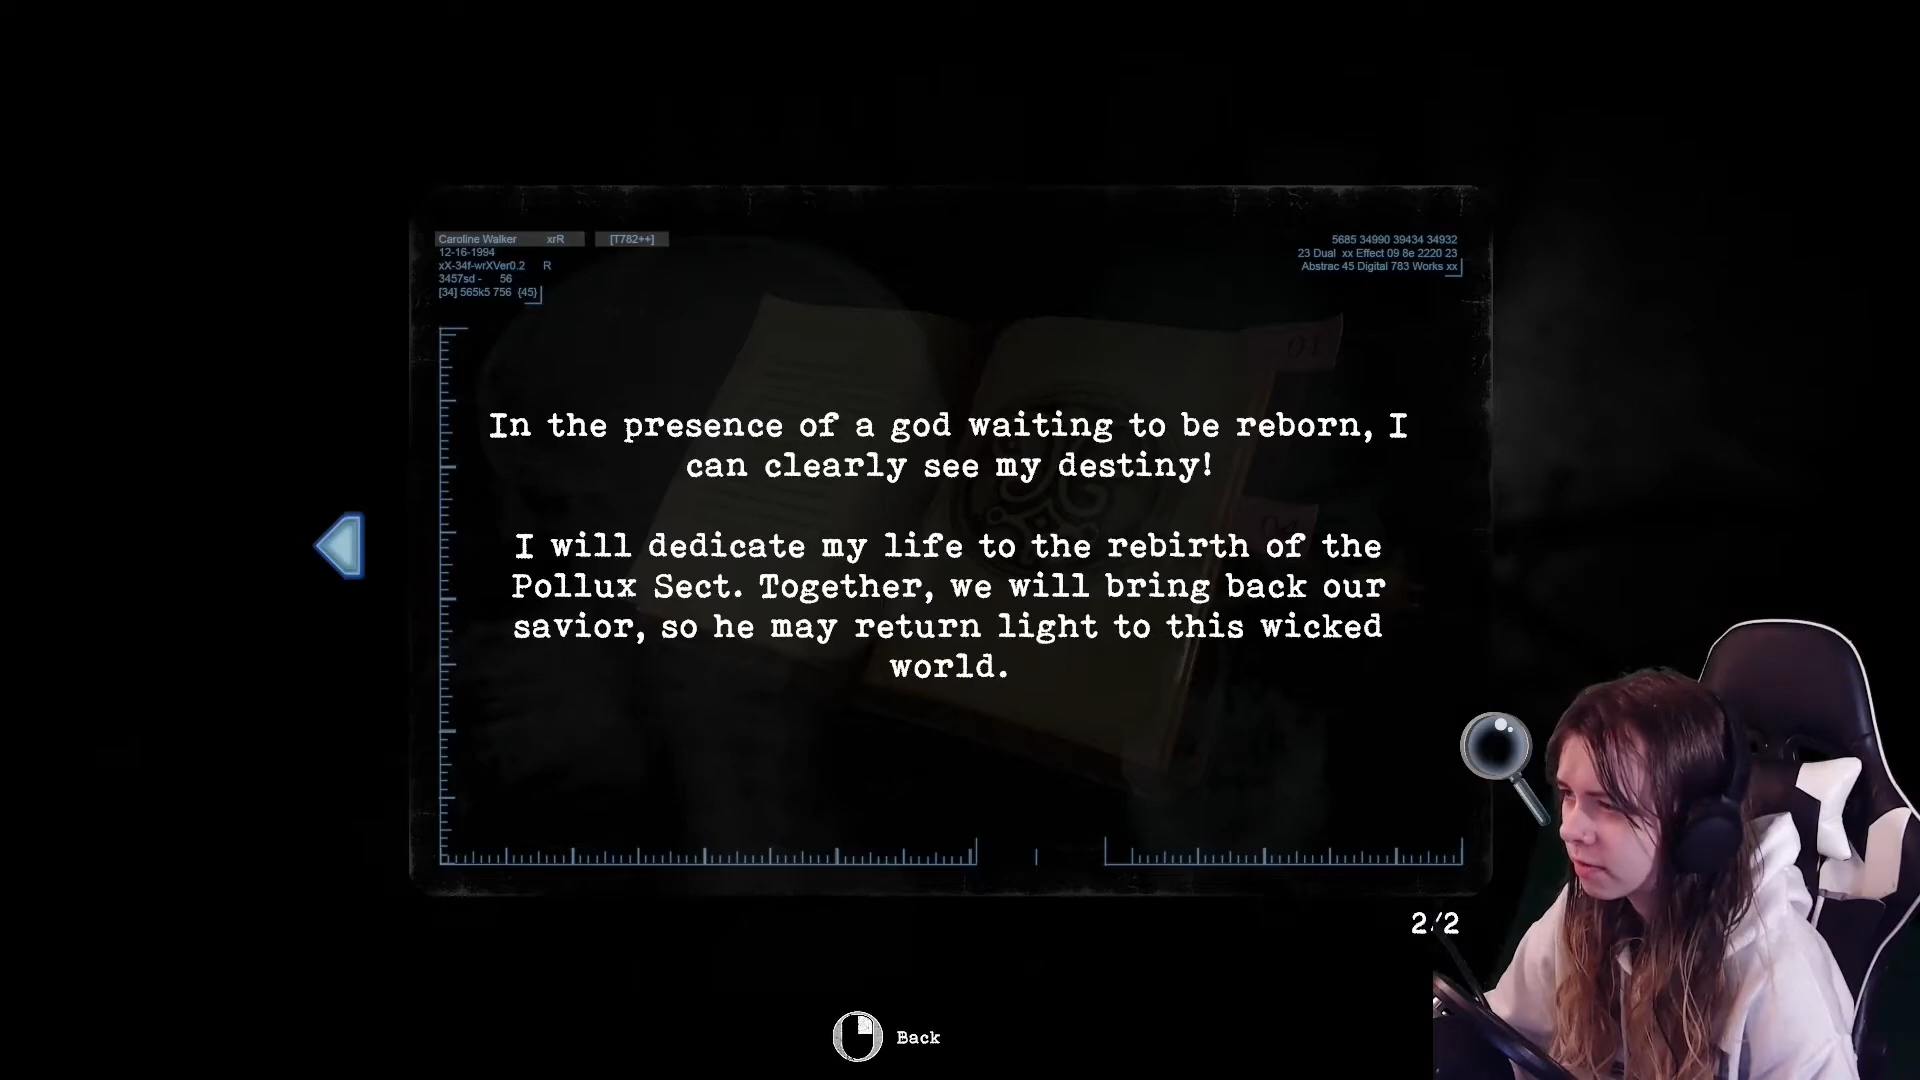 Caroline Walker xrR [T782++]
12-16-1994
xX-34f-wrXVer0.2 R
3457sd - 56
[34] 565k5 756 {45}
5685 34990 39434 34932
23 Dual xx Effect 09 8e 2220 23
Abstrac 45 Digital 783 Works xx
In the presence of a god waiting to be reborn, I
can clearly see my destiny!
I will dedicate my life to the rebirth of the
Pollux Sect. Together, we will bring back our
savior, so he may return light to this wicked
world.
2/2
Back